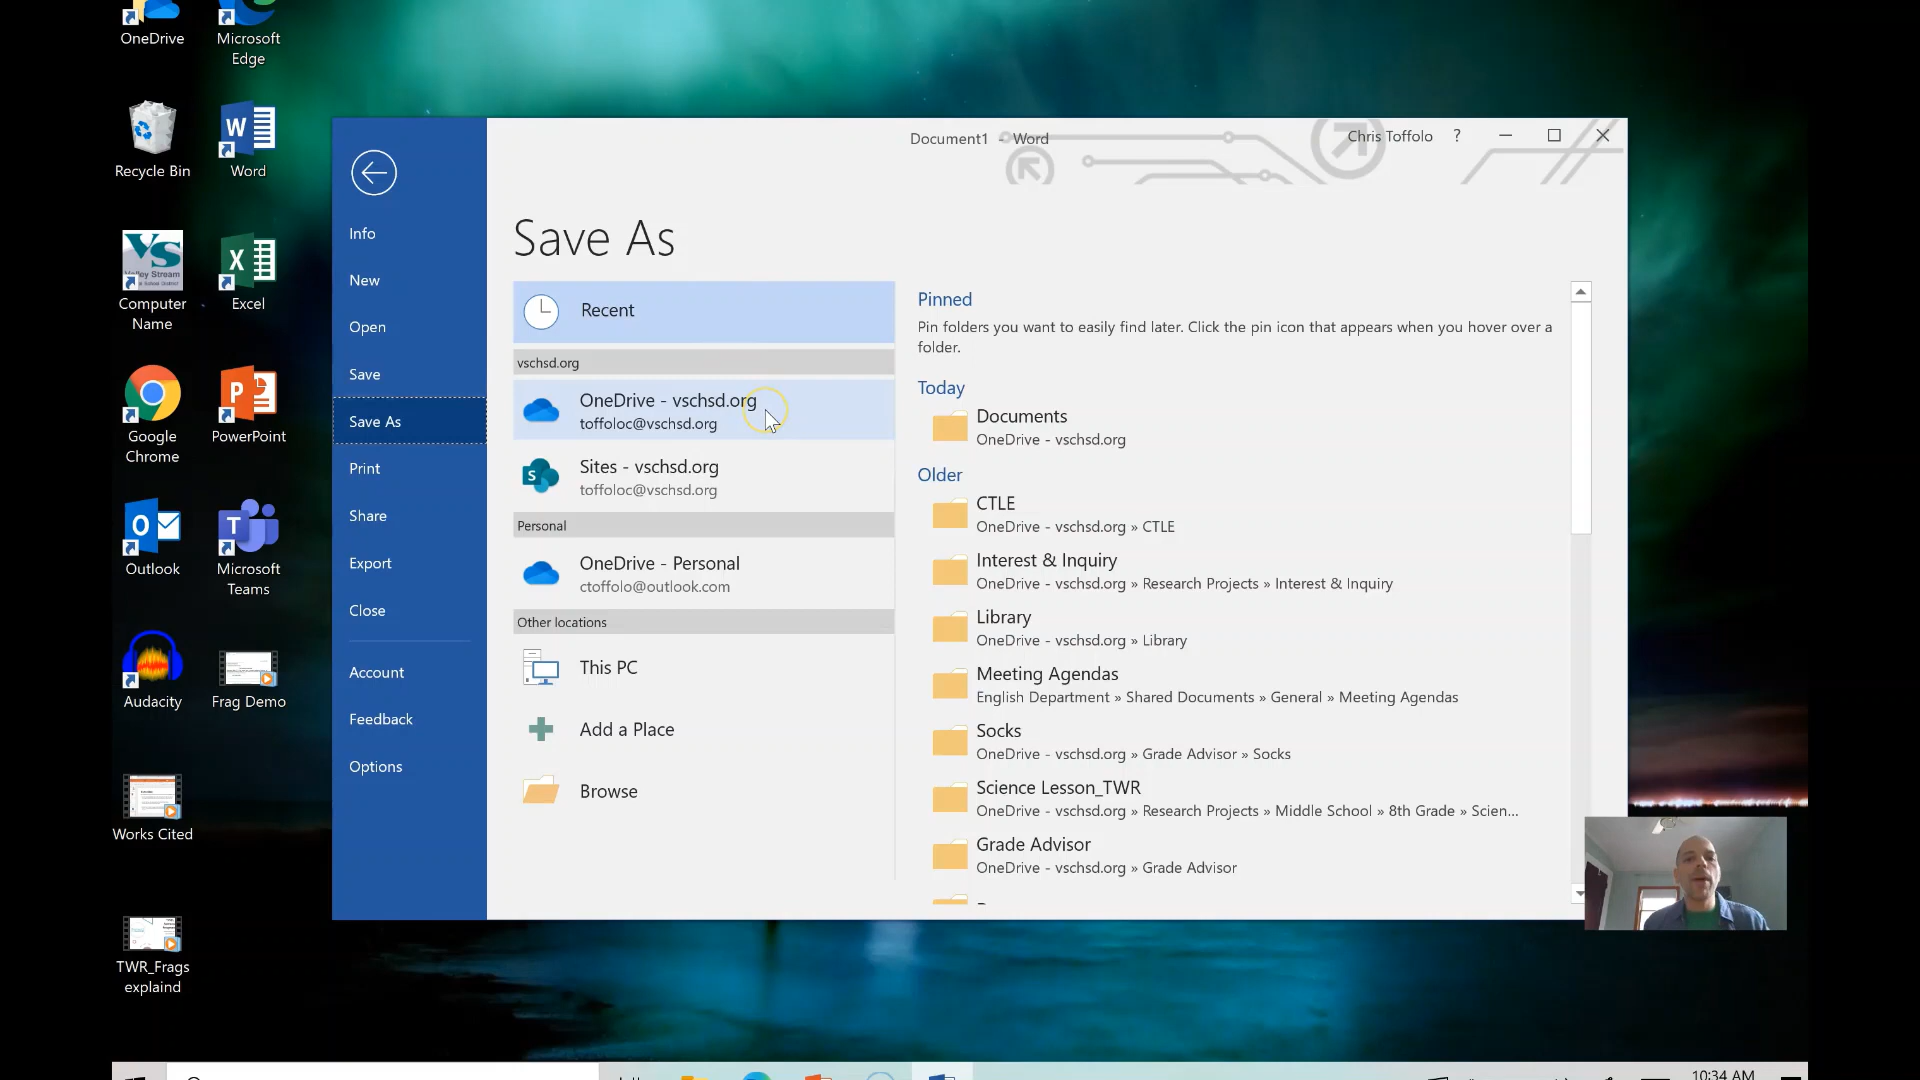 OneDrive
Microsoft
Edge
Recycle Bin
Word
Computer
Name
Excel
Google
Chrome
PowerPoint
Outlook
Microsoft
Teams
Audacity
Frag Demo
Works Cited
TWR_Frags
explaind
Document1 - Word
Chris Toffolo ?
Info
New
Open
Save
Save As
Print
Share
Export
Close
Account
Feedback
Options
Save As
Recent
vschsd.org
OneDrive - vschsd.org
toffoloc@vschsd.org
Sites - vschsd.org
toffoloc@vschsd.org
Personal
OneDrive - Personal
ctoffolo@outlook.com
Other locations
This PC
Add a Place
Browse
Pinned
Pin folders you want to easily find later. Click the pin icon that appears when you hover over a
folder.
Today
Documents
OneDrive - vschsd.org
Older
CTLE
OneDrive - vschsd.org » CTLE
Interest & Inquiry
OneDrive - vschsd.org » Research Projects » Interest & Inquiry
Library
OneDrive - vschsd.org » Library
Meeting Agendas
English Department » Shared Documents » General » Meeting Agendas
Socks
OneDrive - vschsd.org » Grade Advisor » Socks
Science Lesson_TWR
OneDrive - vschsd.org » Research Projects » Middle School » 8th Grade » Scien...
Grade Advisor
OneDrive - vschsd.org » Grade Advisor
10:34 AM